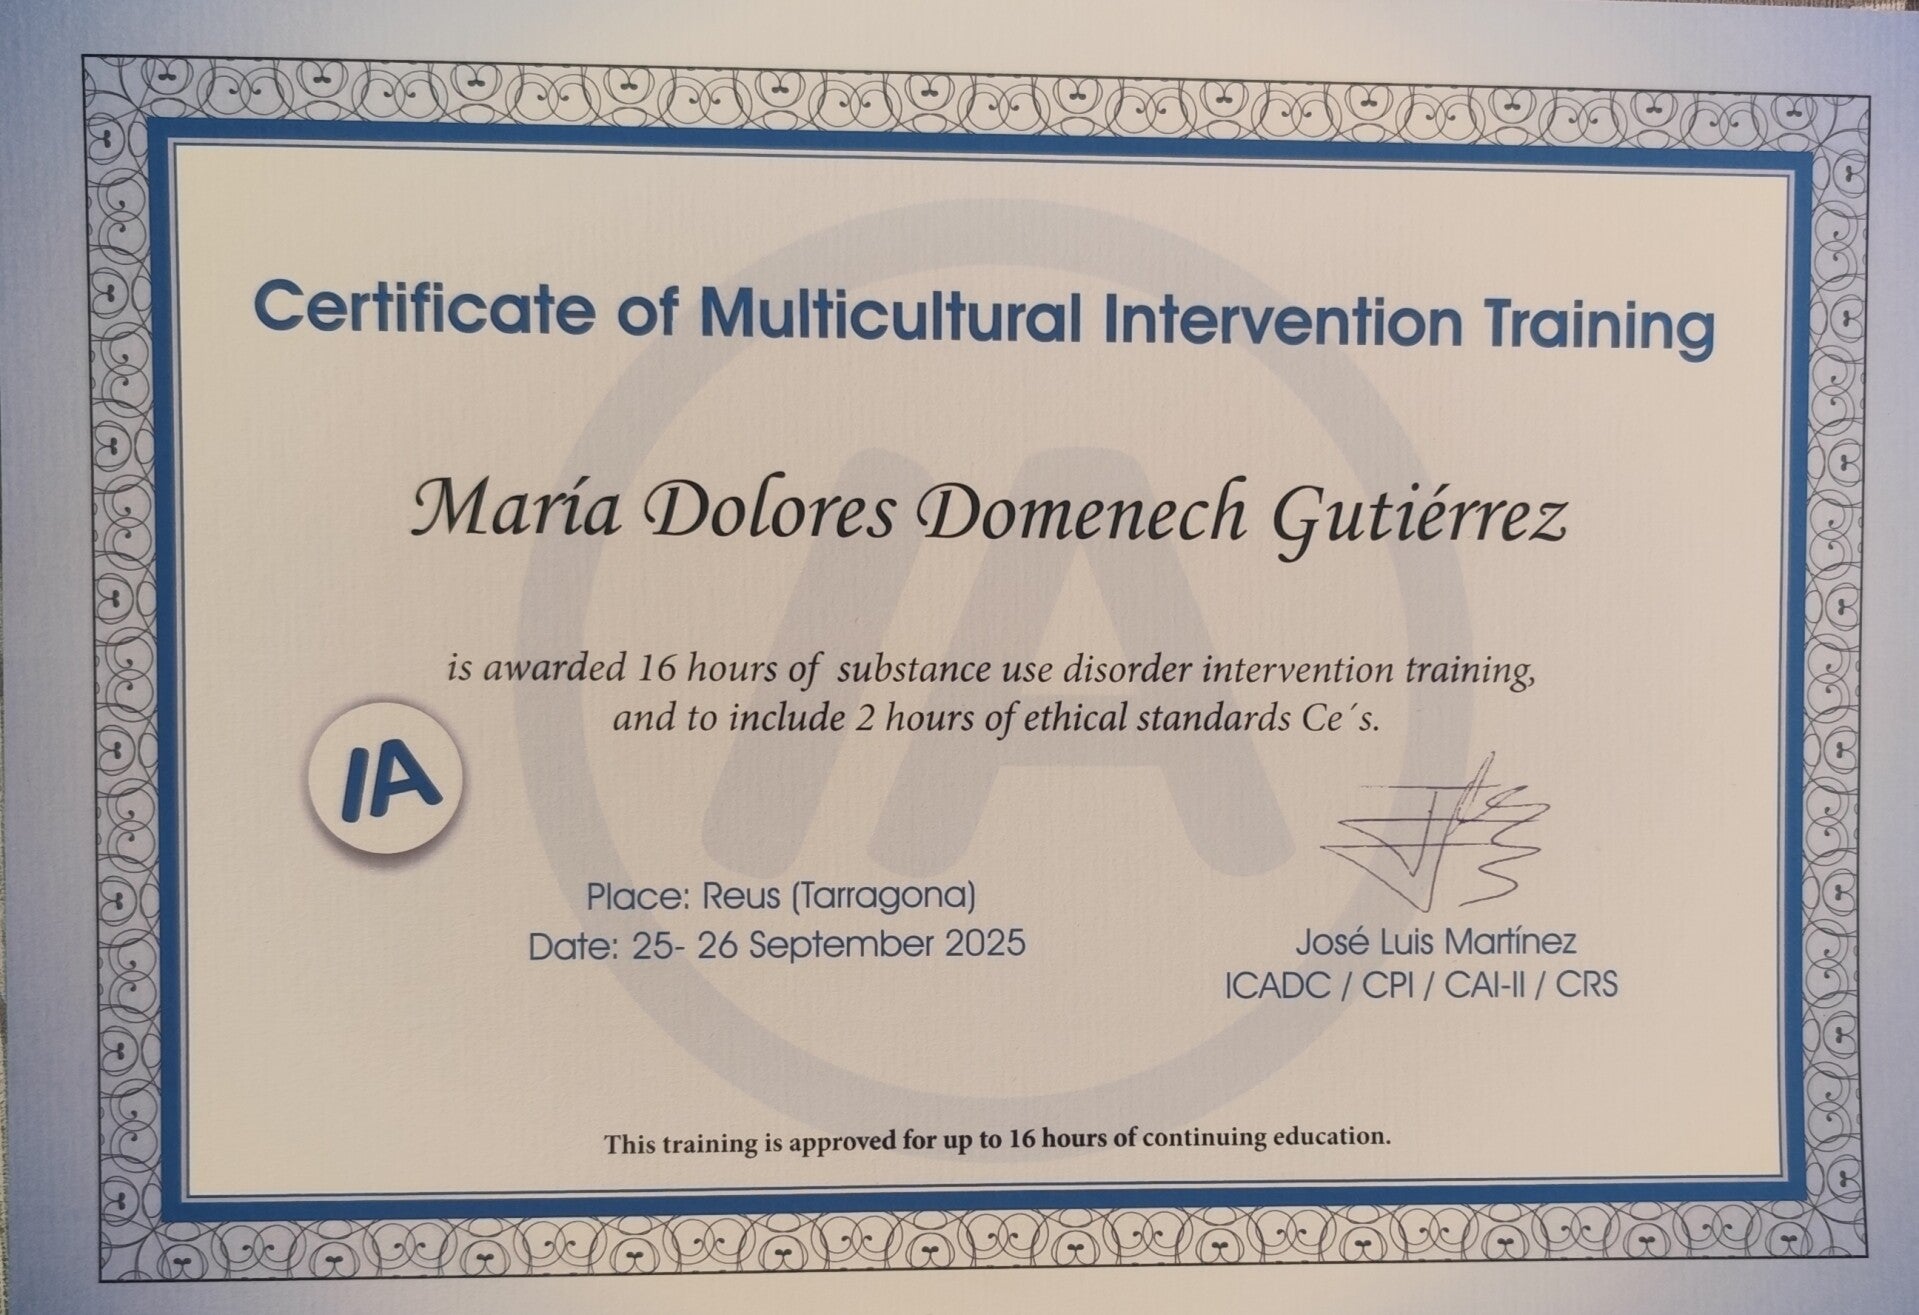 Certificate of Multicultural Intervention Training
María Dolores Domenech Gutiérrez
is awarded 16 hours of substance use disorder intervention training,
and to include 2 hours of ethical standards Ce´s.
IA
Place: Reus (Tarragona)
Date: 25- 26 September 2025
José Luis Martínez
ICADC / CPI / CAI-II / CRS
This training is approved for up to 16 hours of continuing education.